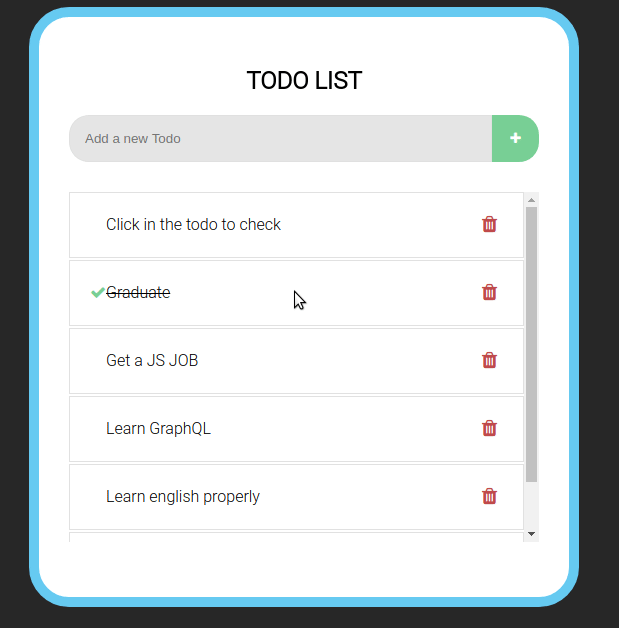 TODO LIST
Add a new Todo
Click in the todo to check
Graduate
Get a JS JOB
Learn GraphQL
Learn english properly